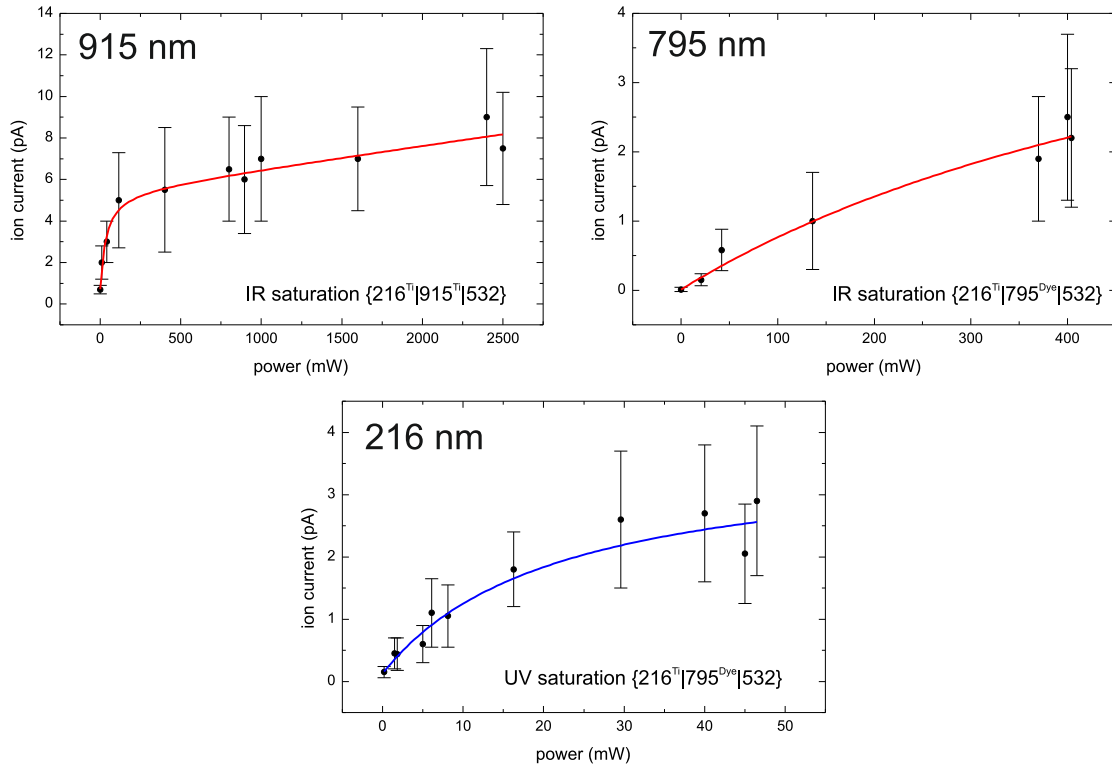 915 nm
ion current (pA)
14
12
10
8
6
4
2
0
IR saturation {216^Ti|915^Ti|532}
0 500 1000 1500 2000 2500
power (mW)
795 nm
ion current (pA)
4
3
2
1
0
IR saturation {216^Ti|795^Dye|532}
0 100 200 300 400
power (mW)
216 nm
ion current (pA)
4
3
2
1
0
UV saturation {216^Ti|795^Dye|532}
0 10 20 30 40 50
power (mW)